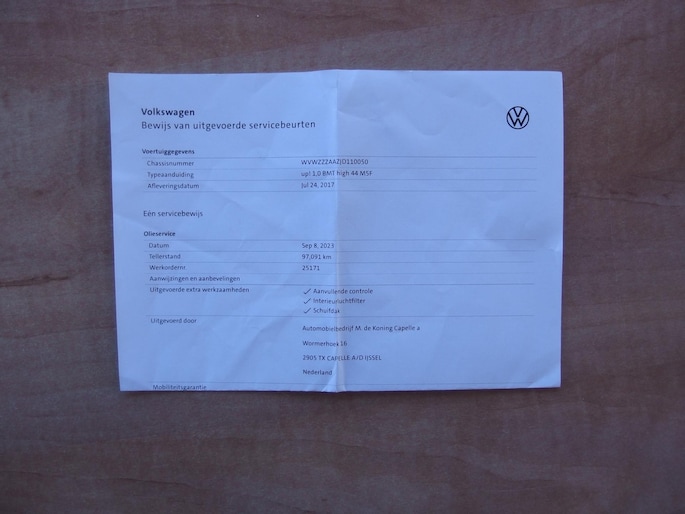 Volkswagen
Bewijs van uitgevoerde servicebeurten
Voertuiggegevens
Chassisnummer WVWZZZAAZJD110050
Typeaanduiding up! 1.0 BMT high 44 M5F
Afleveringsdatum Jul 24, 2017
Eén servicebewijs
Olieservice
Datum Sep 8, 2023
Tellerstand 97,091 km
Werkordernr 25171
Aanwijzingen en aanbevelingen
Uitgevoerde extra werkzaamheden ✓ Aanvullende controle
✓ Interieurluchtfilter
✓ Schuifdak
Uitgevoerd door
Automobielbedrijf M. de Koning Capelle a
Wormerhoek 16
2905 TX CAPELLE A/D IJSSEL
Nederland
Mobiliteitsgarantie